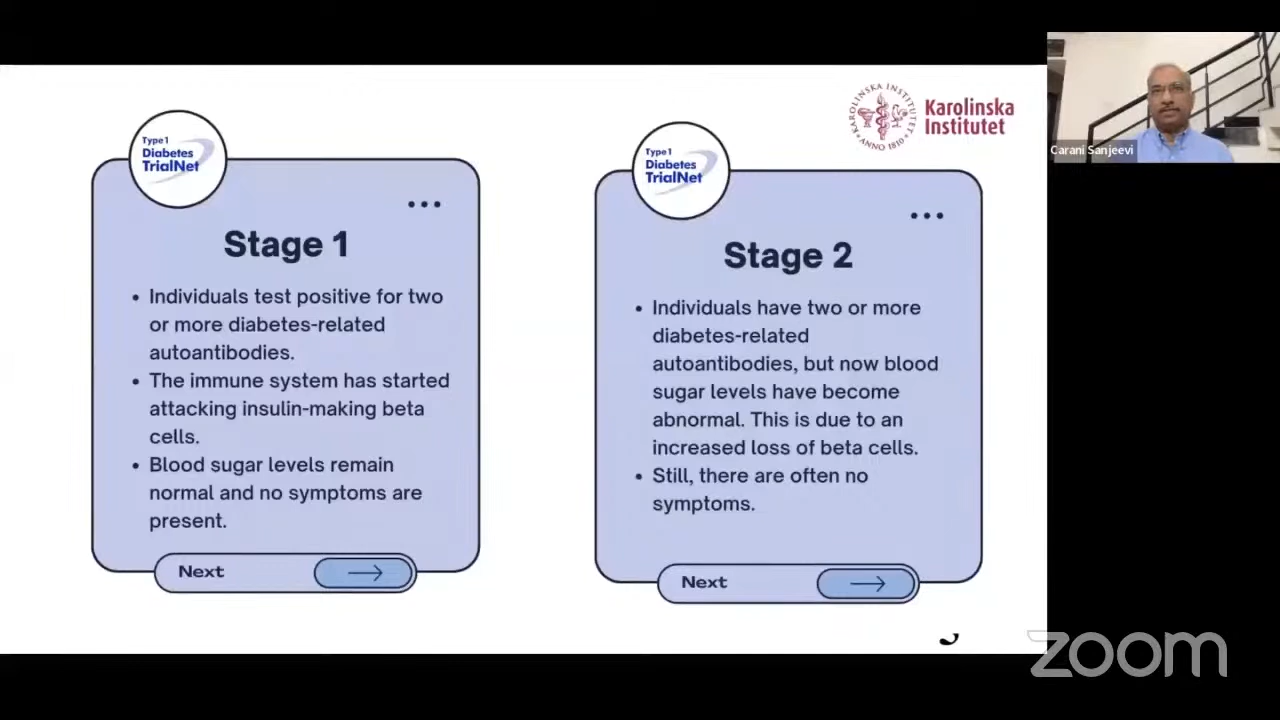 Type 1
Diabetes
TrialNet
Stage 1
• Individuals test positive for two
or more diabetes-related
autoantibodies.
• The immune system has started
attacking insulin-making beta
cells.
• Blood sugar levels remain
normal and no symptoms are
present.
Next
Type 1
Diabetes
TrialNet
Stage 2
• Individuals have two or more
diabetes-related
autoantibodies, but now blood
sugar levels have become
abnormal. This is due to an
increased loss of beta cells.
• Still, there are often no
symptoms.
Next
KAROLINSKA INSTITUTET
ANNO 1810
Karolinska
Institutet
Carani Sanjeevi
zoom